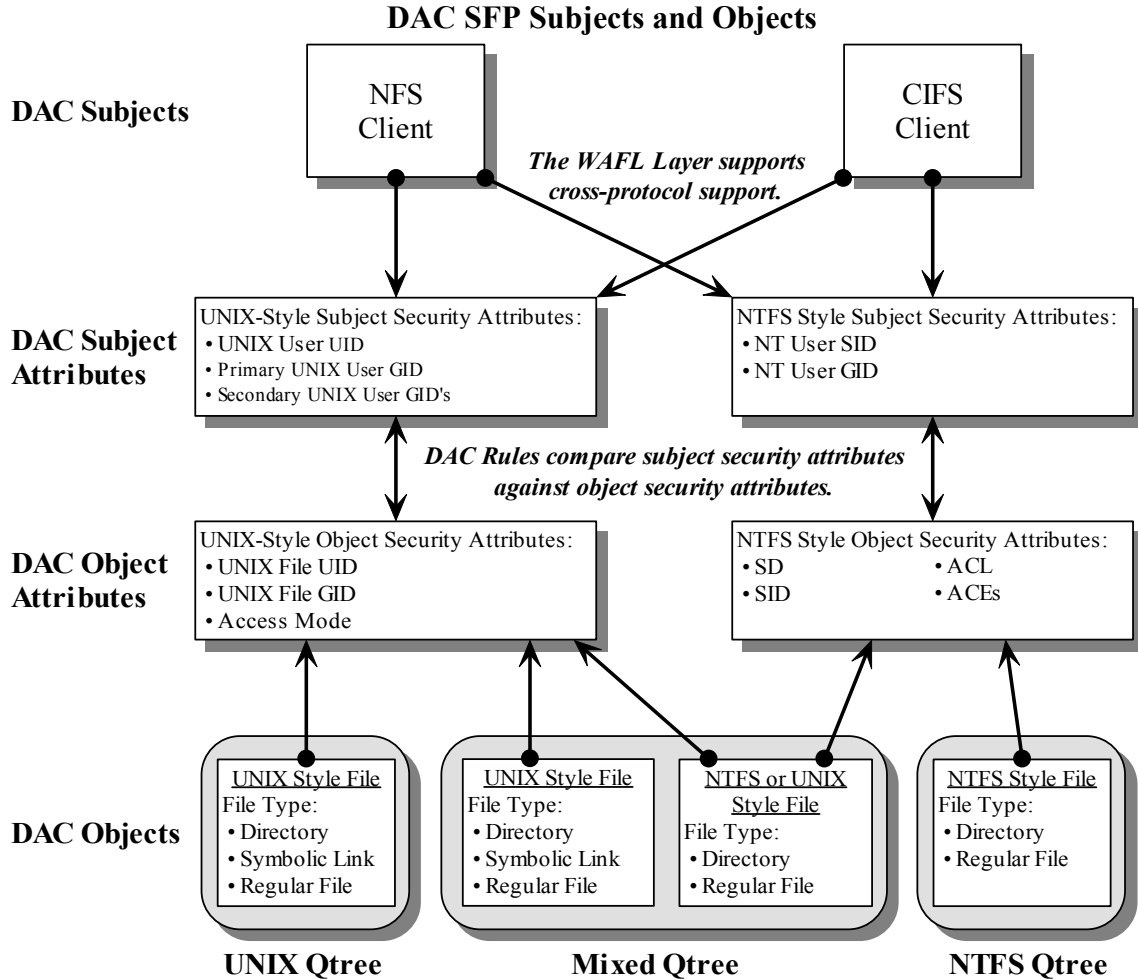 DAC SFP Subjects and Objects
DAC Subjects
NFS
Client
CIFS
Client
The WAFL Layer supports
cross-protocol support.
DAC Subject
Attributes
UNIX-Style Subject Security Attributes:
• UNIX User UID
• Primary UNIX User GID
• Secondary UNIX User GID's
NTFS Style Subject Security Attributes:
• NT User SID
• NT User GID
DAC Rules compare subject security attributes
against object security attributes.
DAC Object
Attributes
UNIX-Style Object Security Attributes:
• UNIX File UID
• UNIX File GID
• Access Mode
NTFS Style Object Security Attributes:
• SD
• SID
• ACL
• ACEs
DAC Objects
UNIX Style File
File Type:
• Directory
• Symbolic Link
• Regular File
UNIX Style File
File Type:
• Directory
• Symbolic Link
• Regular File
NTFS or UNIX
Style File
File Type:
• Directory
• Regular File
NTFS Style File
File Type:
• Directory
• Regular File
UNIX Qtree
Mixed Qtree
NTFS Qtree